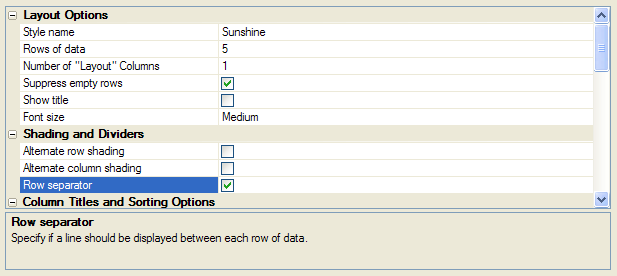 Layout Options
Style name Sunshine
Rows of data 5
Number of "Layout" Columns 1
Suppress empty rows
Show title
Font size Medium
Shading and Dividers
Alternate row shading
Alternate column shading
Row separator
Column Titles and Sorting Options
Row separator
Specify if a line should be displayed between each row of data.